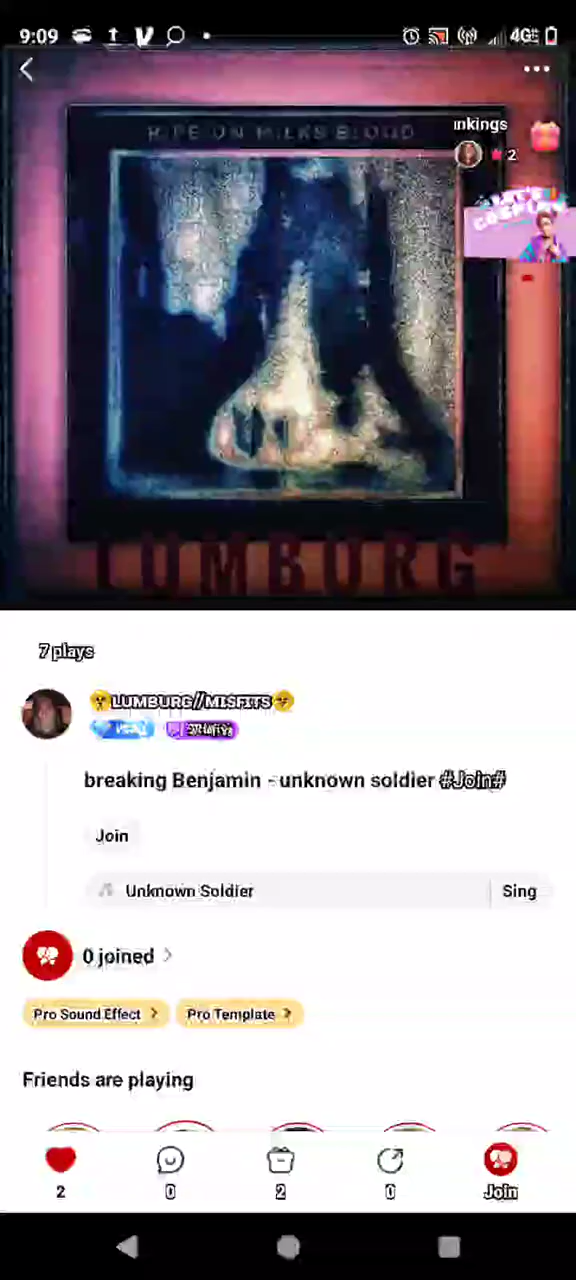 9:09
4G
RIPE ON MILKS BLOOD
nkings
2
LET'S
COSPLAY
LUMBURG
7 plays
LUMBURG//MISFITS
breaking Benjamin - unknown soldier #Join#
Join
Unknown Soldier
Sing
0 joined
Pro Sound Effect
Pro Template
Friends are playing
2
0
2
0
Join